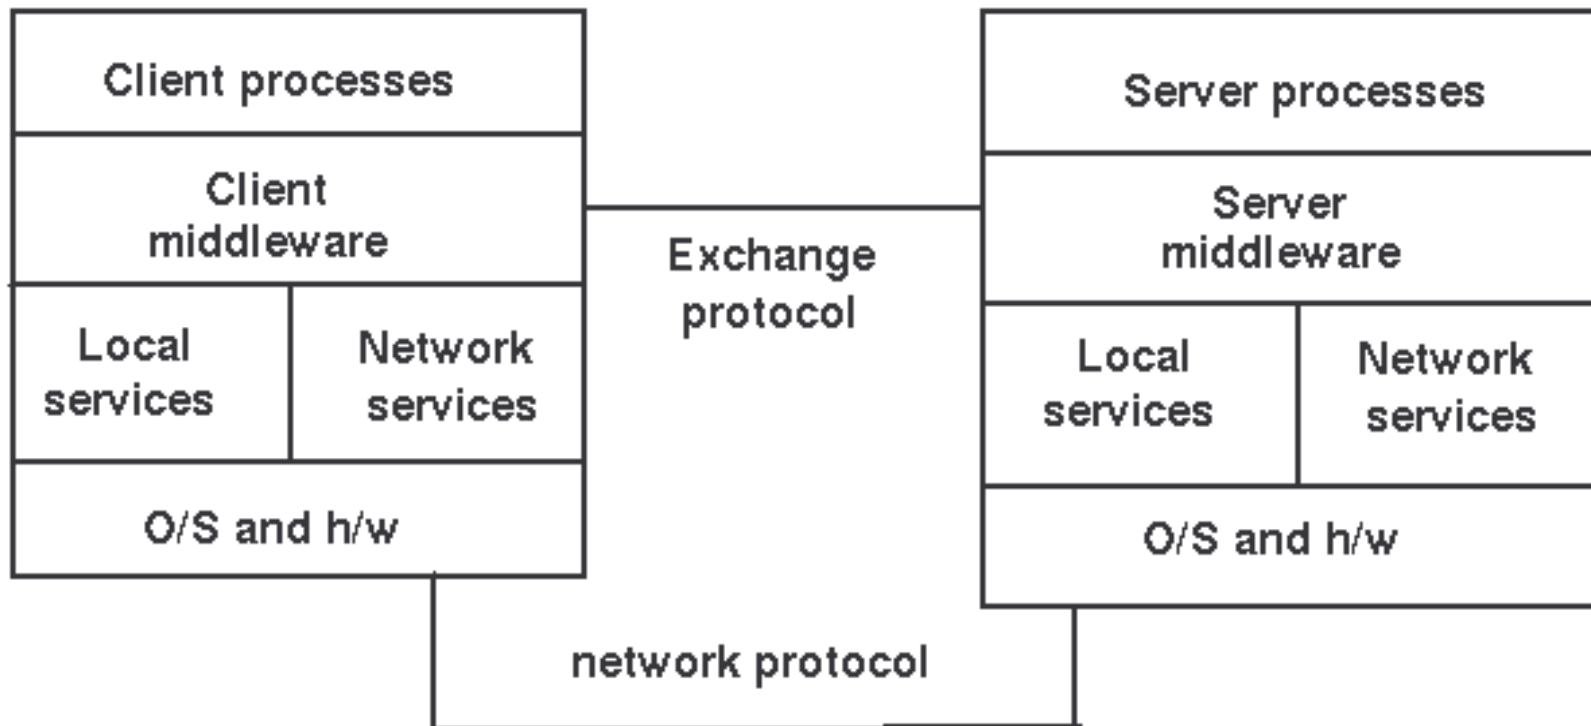 Client processes
Client
middleware
Local
services
Network
services
O/S and h/w
Exchange
protocol
Server processes
Server
middleware
Local
services
Network
services
O/S and h/w
network protocol